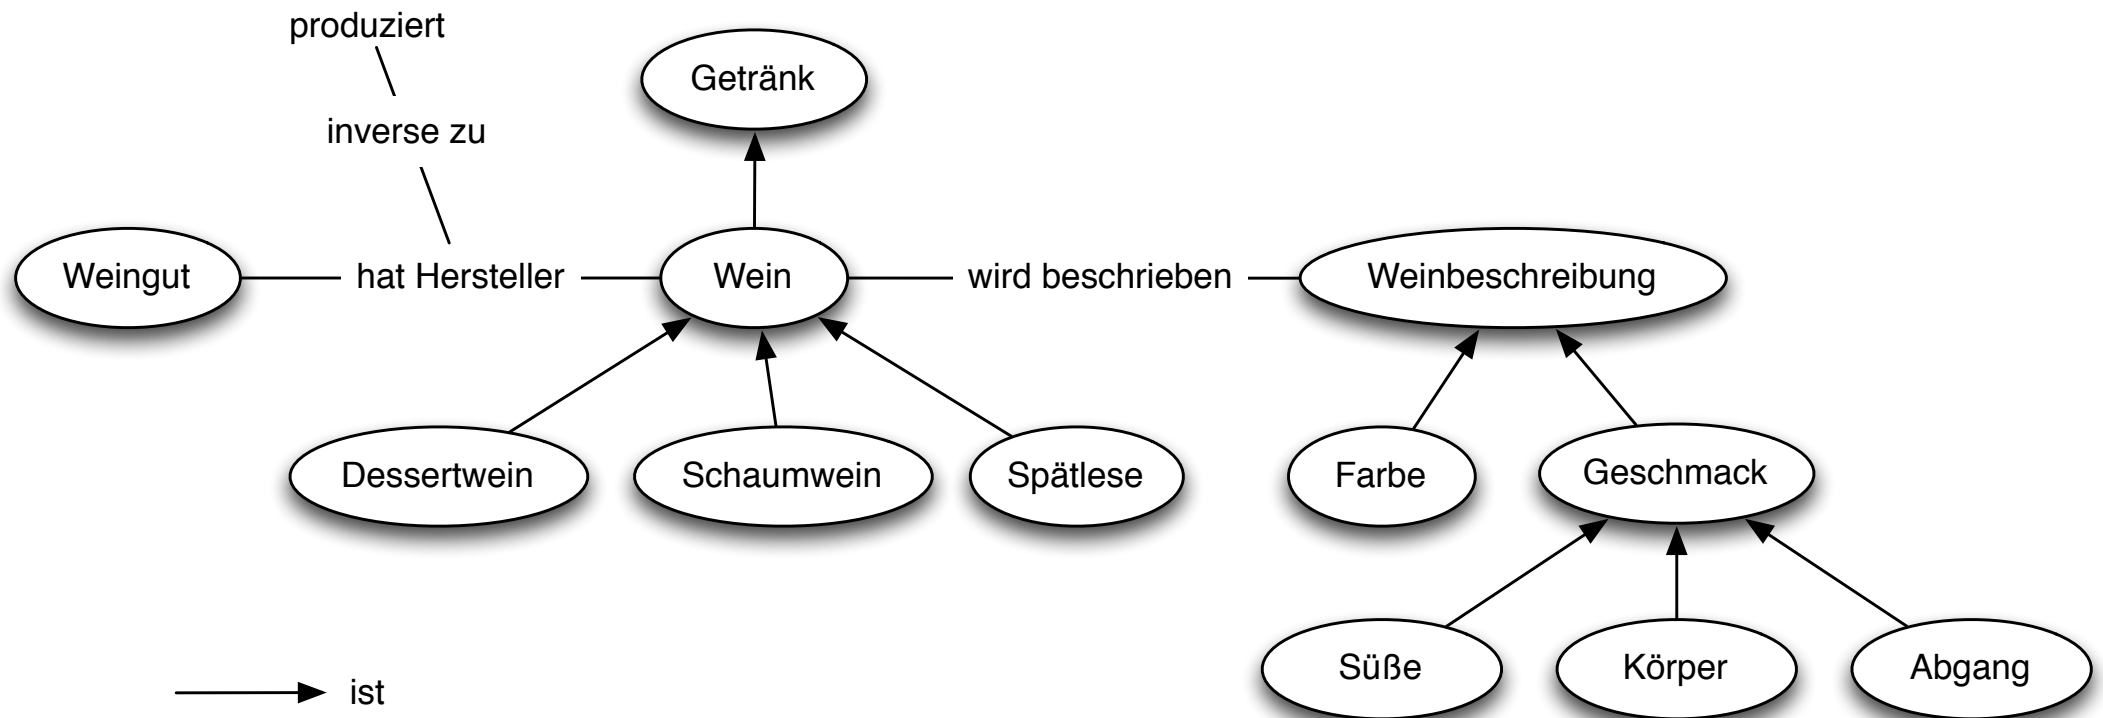 produziert
Getränk
inverse zu
Weingut
hat Hersteller
Wein
wird beschrieben
Weinbeschreibung
Dessertwein
Schaumwein
Spätlese
Farbe
Geschmack
Süße
Körper
Abgang
ist